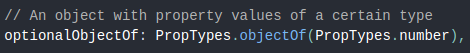 // An object with property values of a certain type
optionalObjectOf: PropTypes.objectOf(PropTypes.number),